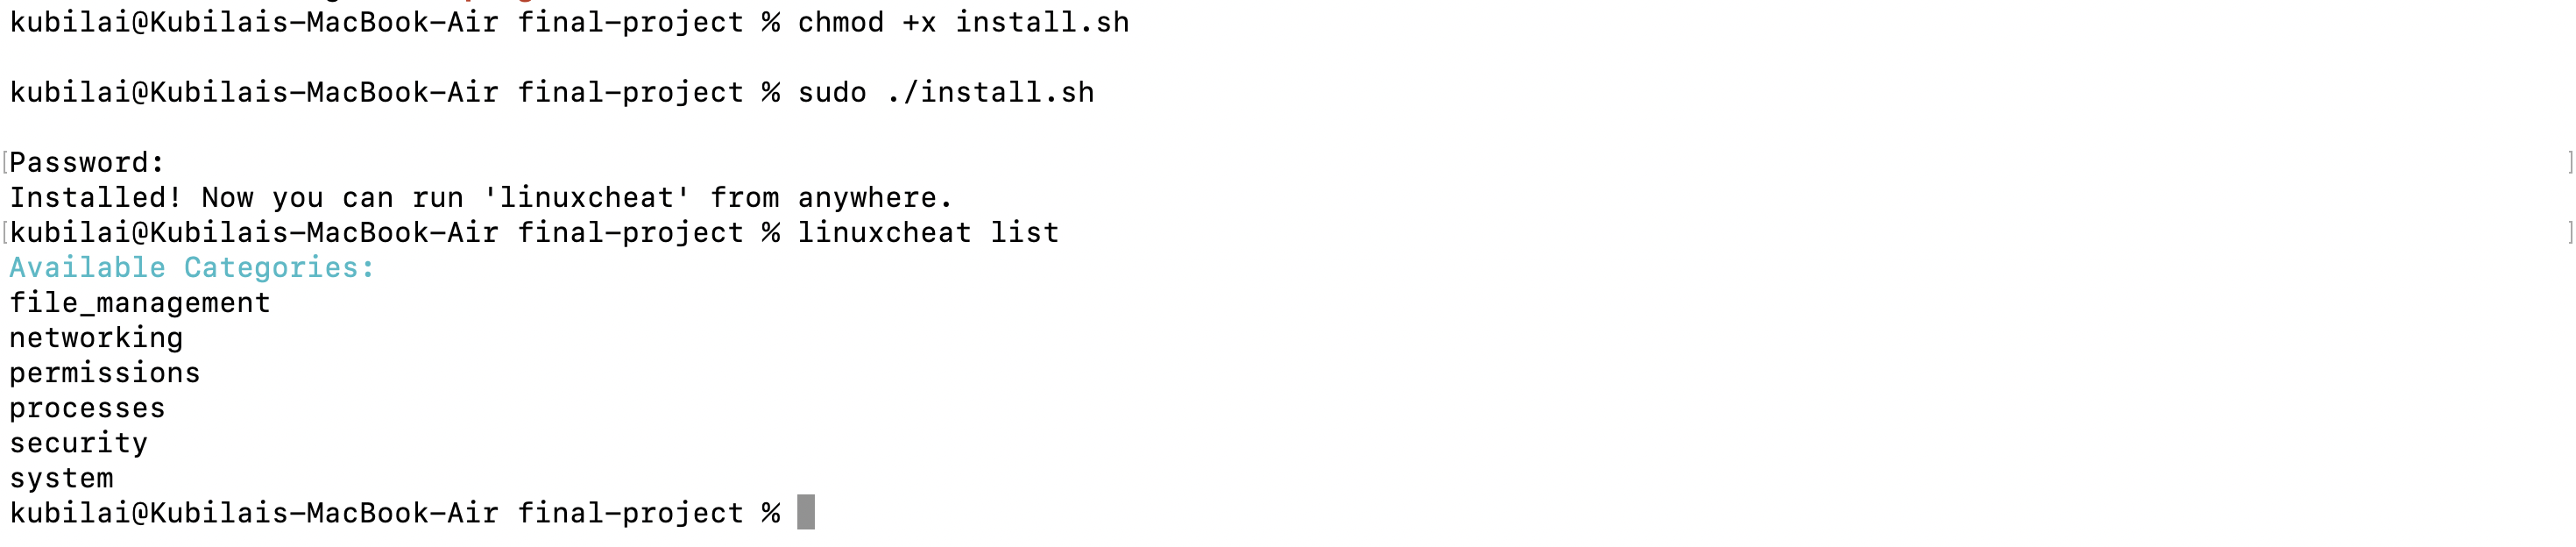 kubilai@Kubilais-MacBook-Air final-project % chmod +x install.sh
kubilai@Kubilais-MacBook-Air final-project % sudo ./install.sh
[Password: ]
Installed! Now you can run 'linuxcheat' from anywhere.
[kubilai@Kubilais-MacBook-Air final-project % linuxcheat list ]
Available Categories:
file_management
networking
permissions
processes
security
system
kubilai@Kubilais-MacBook-Air final-project %